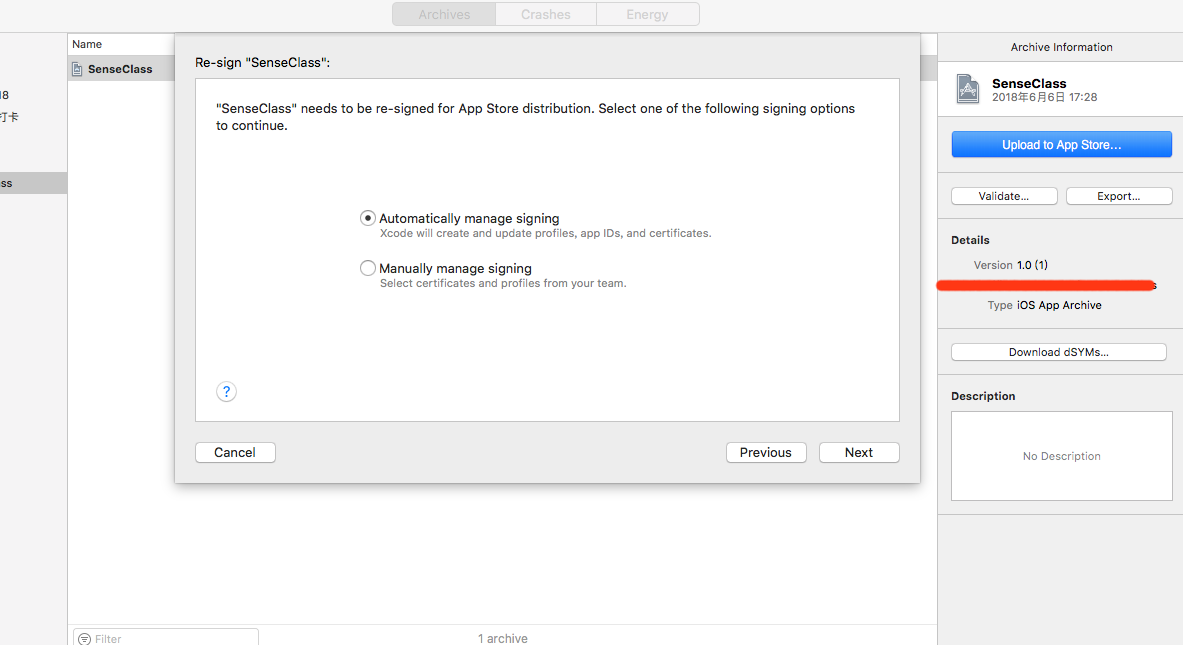 Archives Crashes Energy
Name
SenseClass
18
打卡
ss
Re-sign "SenseClass":
"SenseClass" needs to be re-signed for App Store distribution. Select one of the following signing options
to continue.
Automatically manage signing
Xcode will create and update profiles, app IDs, and certificates.
Manually manage signing
Select certificates and profiles from your team.
?
Cancel Previous Next
Filter
1 archive
Archive Information
SenseClass
2018年6月6日 17:28
Upload to App Store...
Validate... Export...
Details
Version 1.0 (1)
Type iOS App Archive
Download dSYMs...
Description
No Description